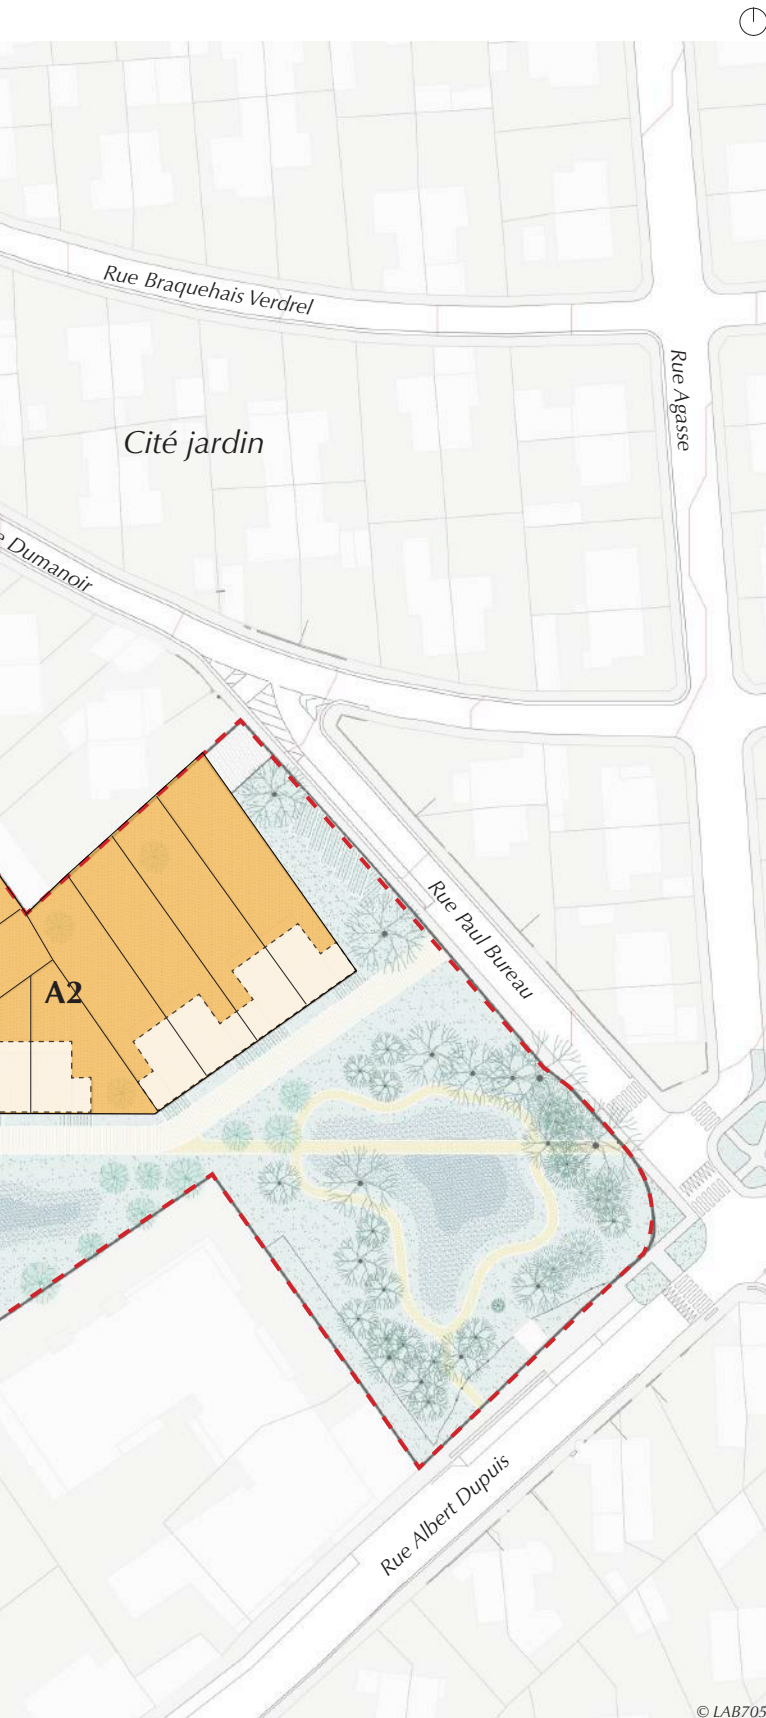 Rue Braquehais Verdrel
Rue Agasse
Cité jardin
Dumanoir
Rue Paul Bureau
A2
Rue Albert Dupuis
© LAB705